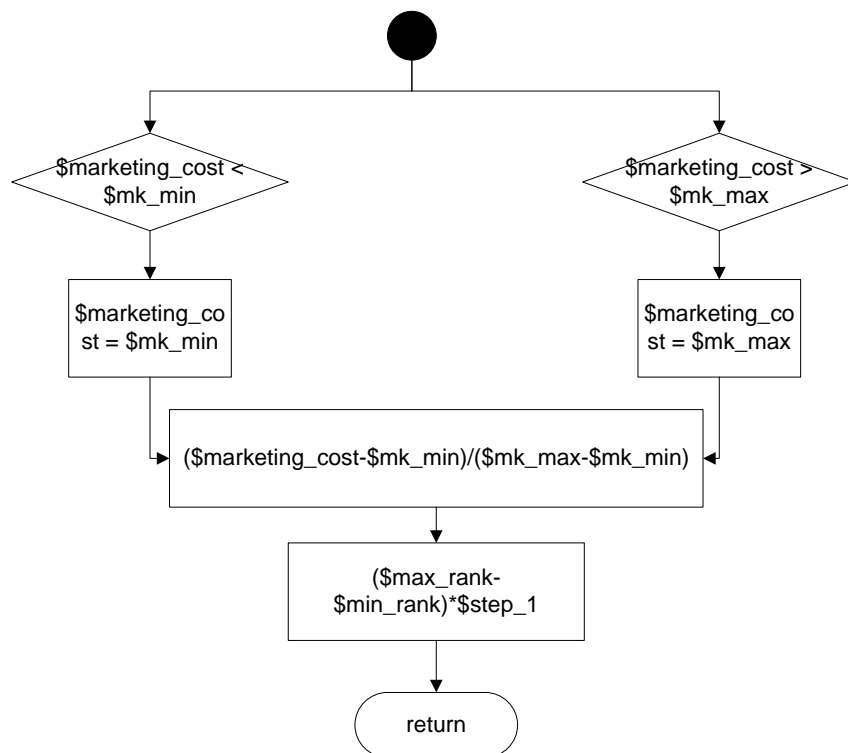 $marketing_cost <
$mk_min
$marketing_cost >
$mk_max
$marketing_co
st = $mk_min
$marketing_co
st = $mk_max
($marketing_cost-$mk_min)/($mk_max-$mk_min)
($max_rank-
$min_rank)*$step_1
return